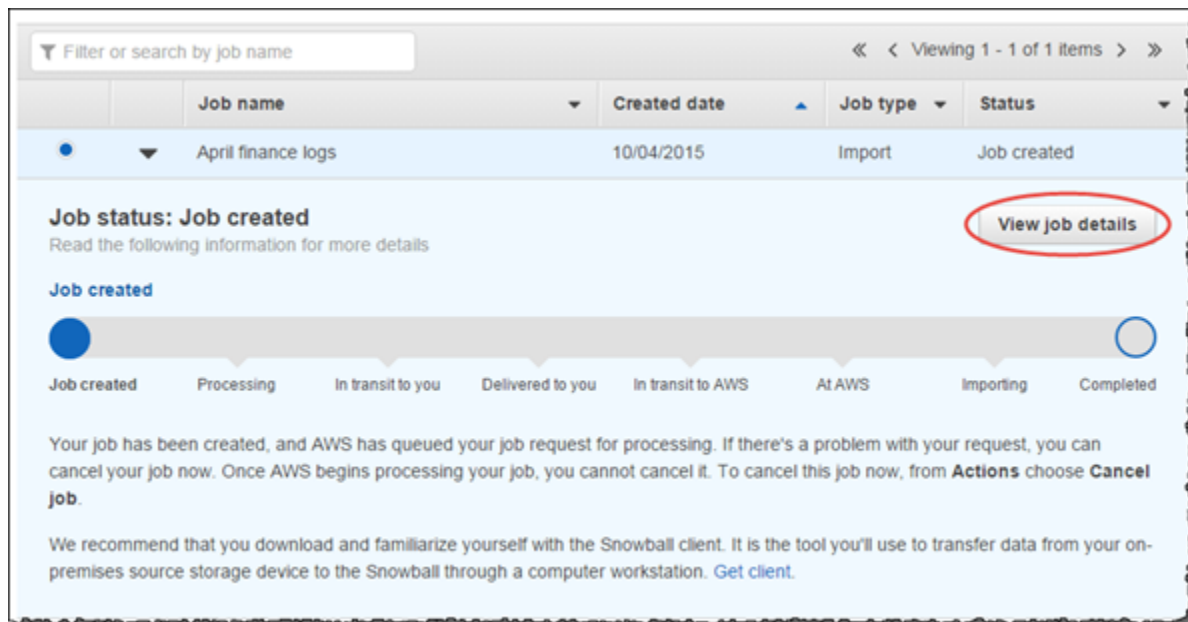 Filter or search by job name
« < Viewing 1 - 1 of 1 items > »
Job name Created date Job type Status
April finance logs 10/04/2015 Import Job created
Job status: Job created
View job details
Read the following information for more details
Job created
Job created Processing In transit to you Delivered to you In transit to AWS At AWS Importing Completed
Your job has been created, and AWS has queued your job request for processing. If there's a problem with your request, you can
cancel your job now. Once AWS begins processing your job, you cannot cancel it. To cancel this job now, from Actions choose Cancel
job.
We recommend that you download and familiarize yourself with the Snowball client. It is the tool you'll use to transfer data from your on-
premises source storage device to the Snowball through a computer workstation. Get client.